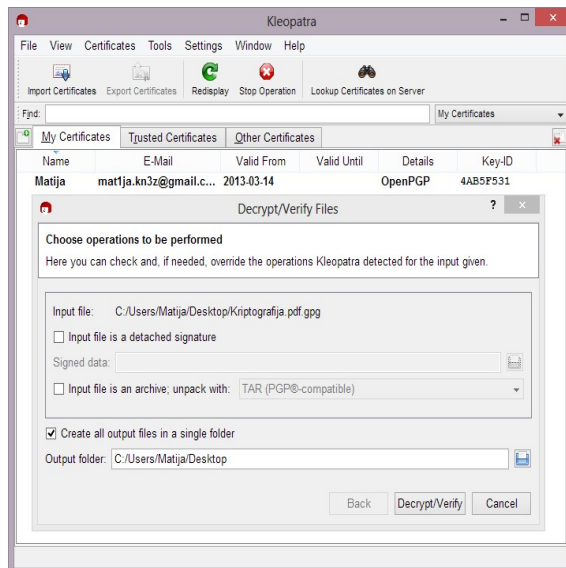 Kleopatra
File View Certificates Tools Settings Window Help
Import Certificates Export Certificates Redisplay Stop Operation Lookup Certificates on Server
Find: My Certificates
My Certificates Trusted Certificates Other Certificates
Name E-Mail Valid From Valid Until Details Key-ID
Matija mat1ja.kn3z@gmail.c... 2013-03-14 OpenPGP 4AB5F531
Decrypt/Verify Files ?
Choose operations to be performed
Here you can check and, if needed, override the operations Kleopatra detected for the input given.
Input file: C:/Users/Matija/Desktop/Kriptografija.pdf.gpg
Input file is a detached signature
Signed data:
Input file is an archive; unpack with: TAR (PGP®-compatible)
Create all output files in a single folder
Output folder: C:/Users/Matija/Desktop
Back Decrypt/Verify Cancel